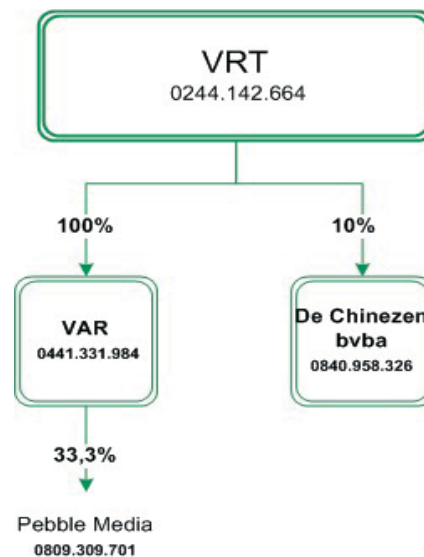 VRT
0244.142.664
100%
10%
VAR
0441.331.984
De Chinezen
bvba
0840.958.326
33,3%
Pebble Media
0809.309.701